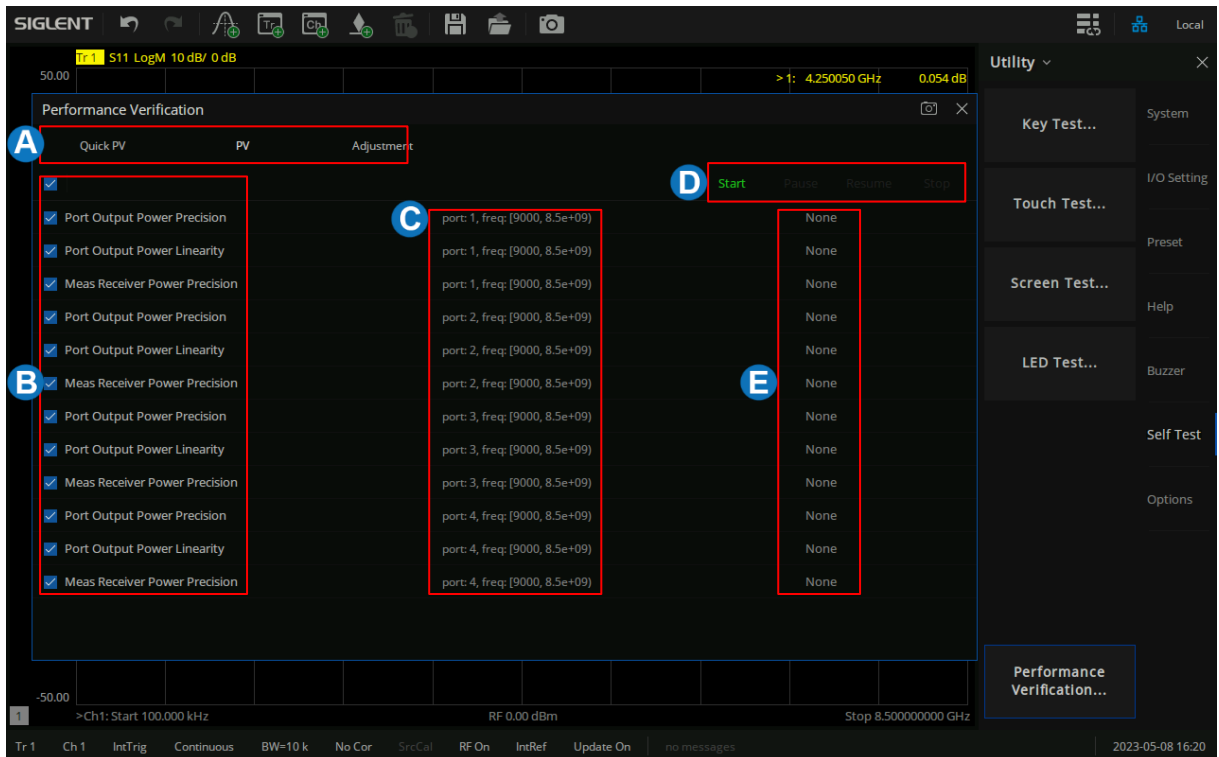 SIGLENT Tr Ch Local
Tr 1 S11 LogM 10 dB/ 0 dB
50.00
> 1: 4.250050 GHz 0.054 dB
Performance Verification
A Quick PV PV Adjustment
D Start Pause Resume Stop
Port Output Power Precision C port: 1, freq: [9000, 8.5e+09) None
Port Output Power Linearity port: 1, freq: [9000, 8.5e+09) None
Meas Receiver Power Precision port: 1, freq: [9000, 8.5e+09) None
Port Output Power Precision port: 2, freq: [9000, 8.5e+09) None
Port Output Power Linearity port: 2, freq: [9000, 8.5e+09) None
B Meas Receiver Power Precision port: 2, freq: [9000, 8.5e+09) E None
Port Output Power Precision port: 3, freq: [9000, 8.5e+09) None
Port Output Power Linearity port: 3, freq: [9000, 8.5e+09) None
Meas Receiver Power Precision port: 3, freq: [9000, 8.5e+09) None
Port Output Power Precision port: 4, freq: [9000, 8.5e+09) None
Port Output Power Linearity port: 4, freq: [9000, 8.5e+09) None
Meas Receiver Power Precision port: 4, freq: [9000, 8.5e+09) None
-50.00
1 >Ch1: Start 100.000 kHz RF 0.00 dBm Stop 8.500000000 GHz
Utility
Key Test...
Touch Test...
Screen Test...
LED Test...
Performance
Verification...
System
I/O Setting
Preset
Help
Buzzer
Self Test
Options
Tr 1 Ch 1 IntTrig Continuous BW=10 k No Cor SrcCal RF On IntRef Update On no messages 2023-05-08 16:20